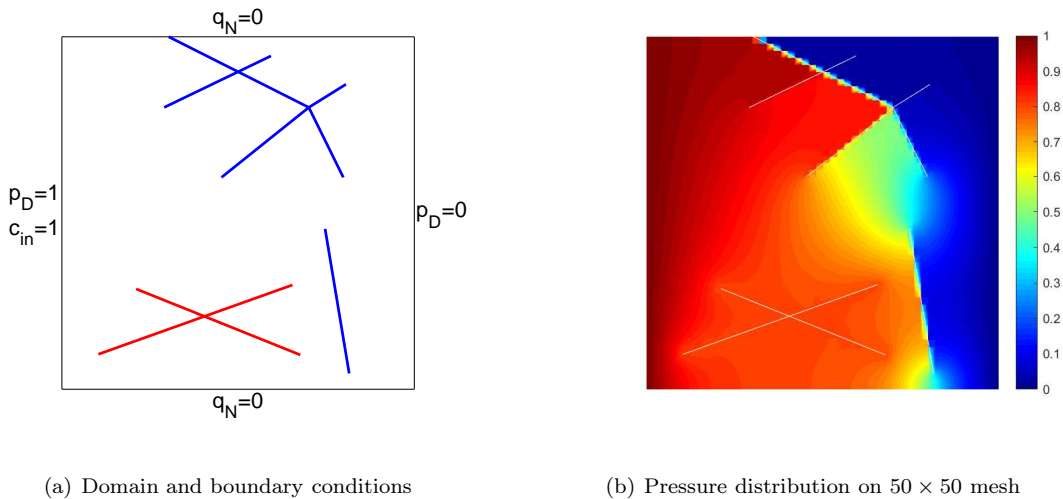 q_N=0
p_D=1
c_in=1
p_D=0
q_N=0
1
0.9
0.8
0.7
0.6
0.5
0.4
0.3
0.2
0.1
0
(a) Domain and boundary conditions
(b) Pressure distribution on 50 × 50 mesh